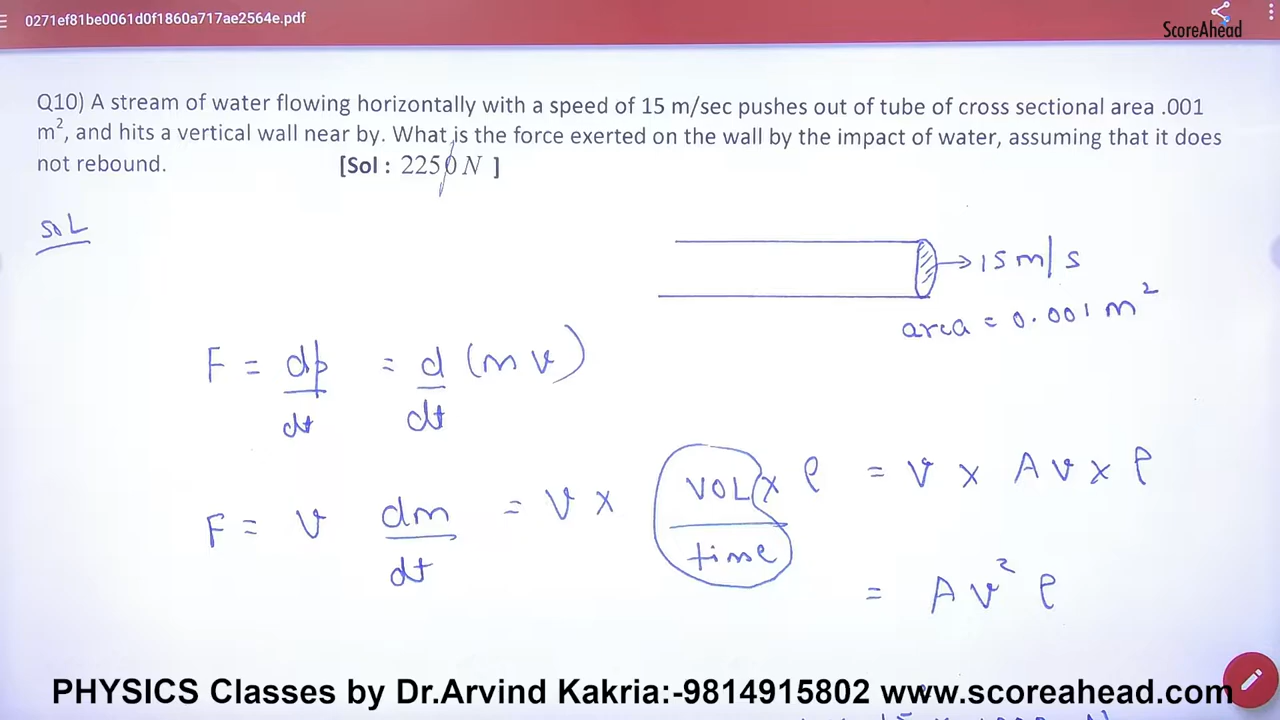 0271ef81be0061d0f1860a717ae2564e.pdf
ScoreAhead
Q10) A stream of water flowing horizontally with a speed of 15 m/sec pushes out of tube of cross sectional area .001
m², and hits a vertical wall near by. What is the force exerted on the wall by the impact of water, assuming that it does
not rebound. [Sol : 2250 N ]
SOL
→ 15 m/s
area = 0.001 m²
F = dp/dt = d/dt (m v)
F = v dm/dt = v × VOL/time × ρ = v × A v × ρ
= A v² ρ
PHYSICS Classes by Dr.Arvind Kakria:-9814915802 www.scoreahead.com